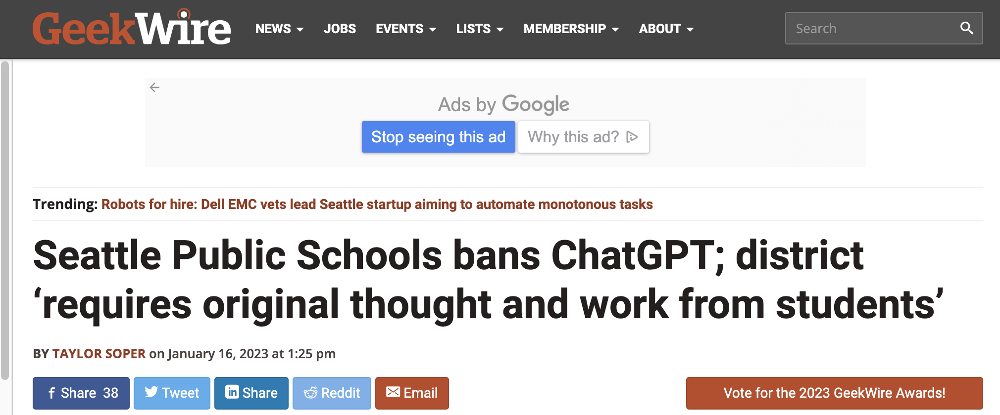 GeekWire NEWS JOBS EVENTS LISTS MEMBERSHIP ABOUT Search
Ads by Google
Stop seeing this ad Why this ad?
Trending: Robots for hire: Dell EMC vets lead Seattle startup aiming to automate monotonous tasks
Seattle Public Schools bans ChatGPT; district
‘requires original thought and work from students’
BY TAYLOR SOPER on January 16, 2023 at 1:25 pm
f Share 38 Tweet in Share Reddit Email Vote for the 2023 GeekWire Awards!